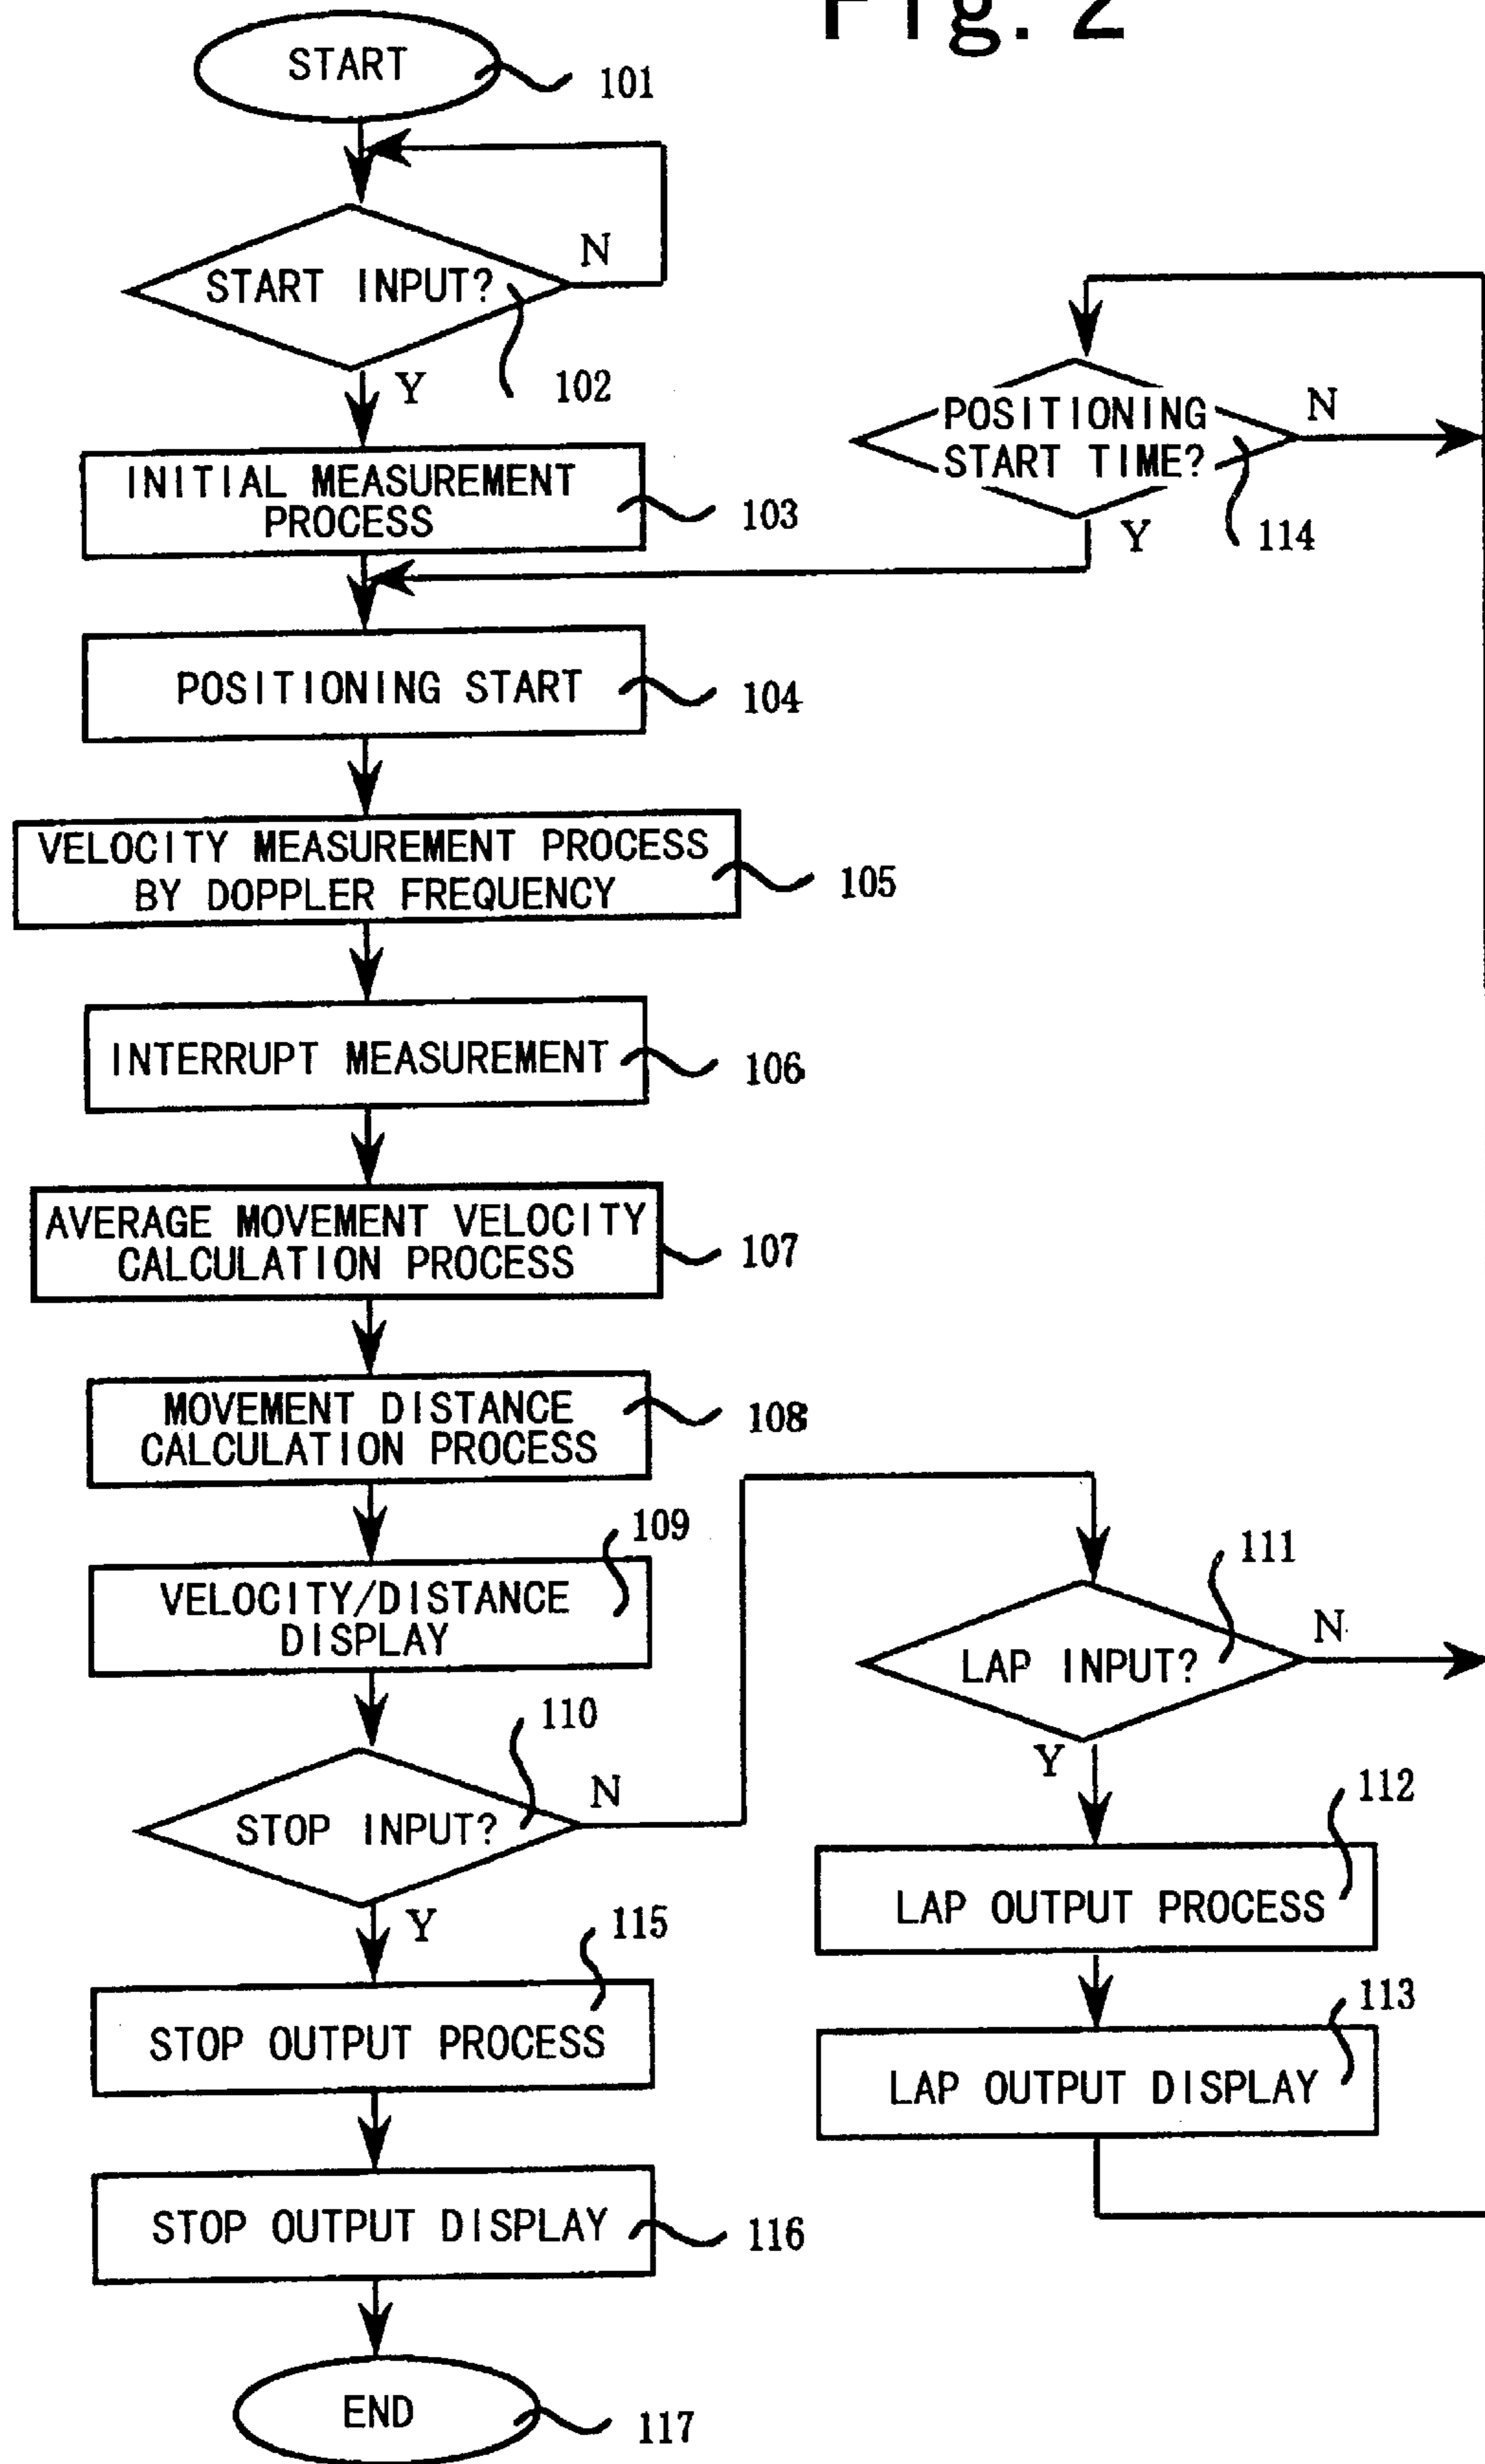 Fig. 2
START
101
START INPUT?
N
102
Y
INITIAL MEASUREMENT
PROCESS
103
POSITIONING
START TIME?
N
114
Y
POSITIONING START
104
VELOCITY MEASUREMENT PROCESS
BY DOPPLER FREQUENCY
105
INTERRUPT MEASUREMENT
106
AVERAGE MOVEMENT VELOCITY
CALCULATION PROCESS
107
MOVEMENT DISTANCE
CALCULATION PROCESS
108
109
VELOCITY/DISTANCE
DISPLAY
110
STOP INPUT?
N
Y
111
LAP INPUT?
N
Y
112
LAP OUTPUT PROCESS
113
LAP OUTPUT DISPLAY
115
STOP OUTPUT PROCESS
STOP OUTPUT DISPLAY
116
END
117